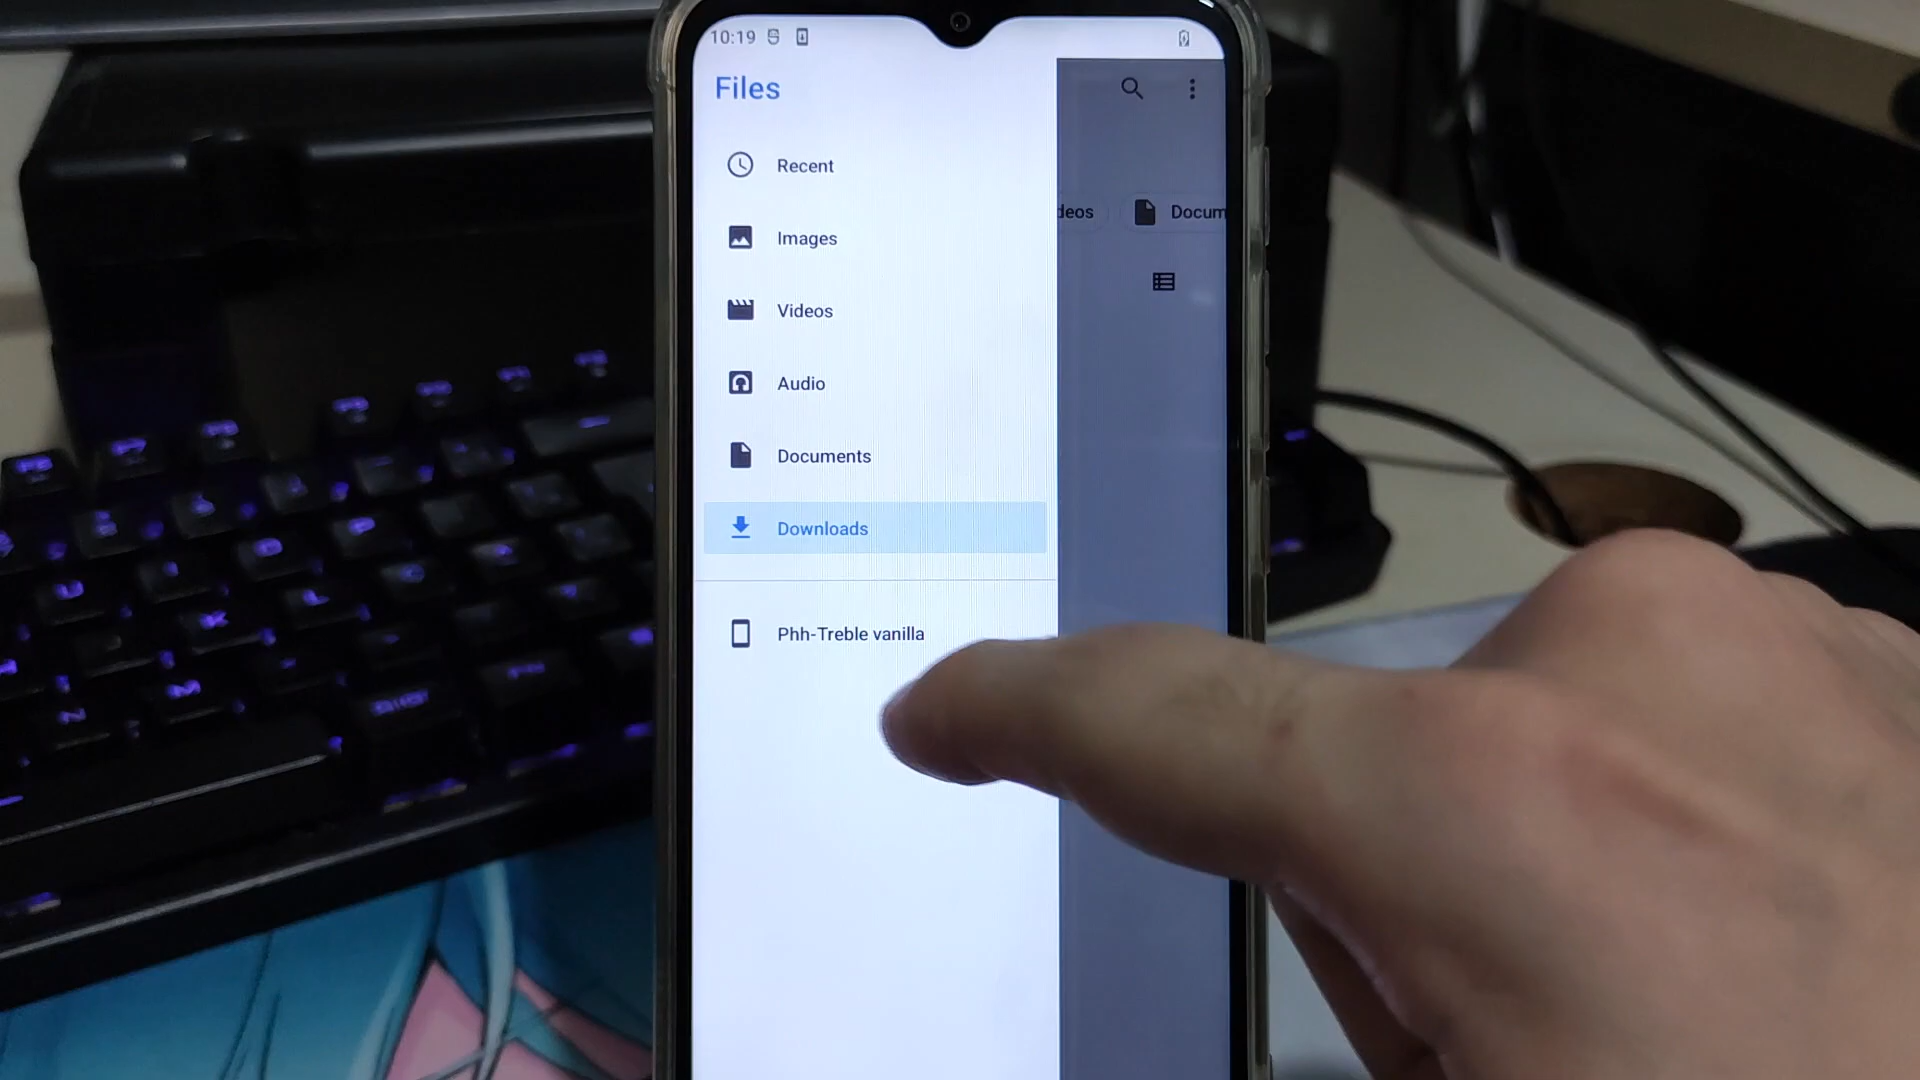 10:19
Files
Recent
Images
Videos
Audio
Documents
Downloads
Phh-Treble vanilla
deos
Docum